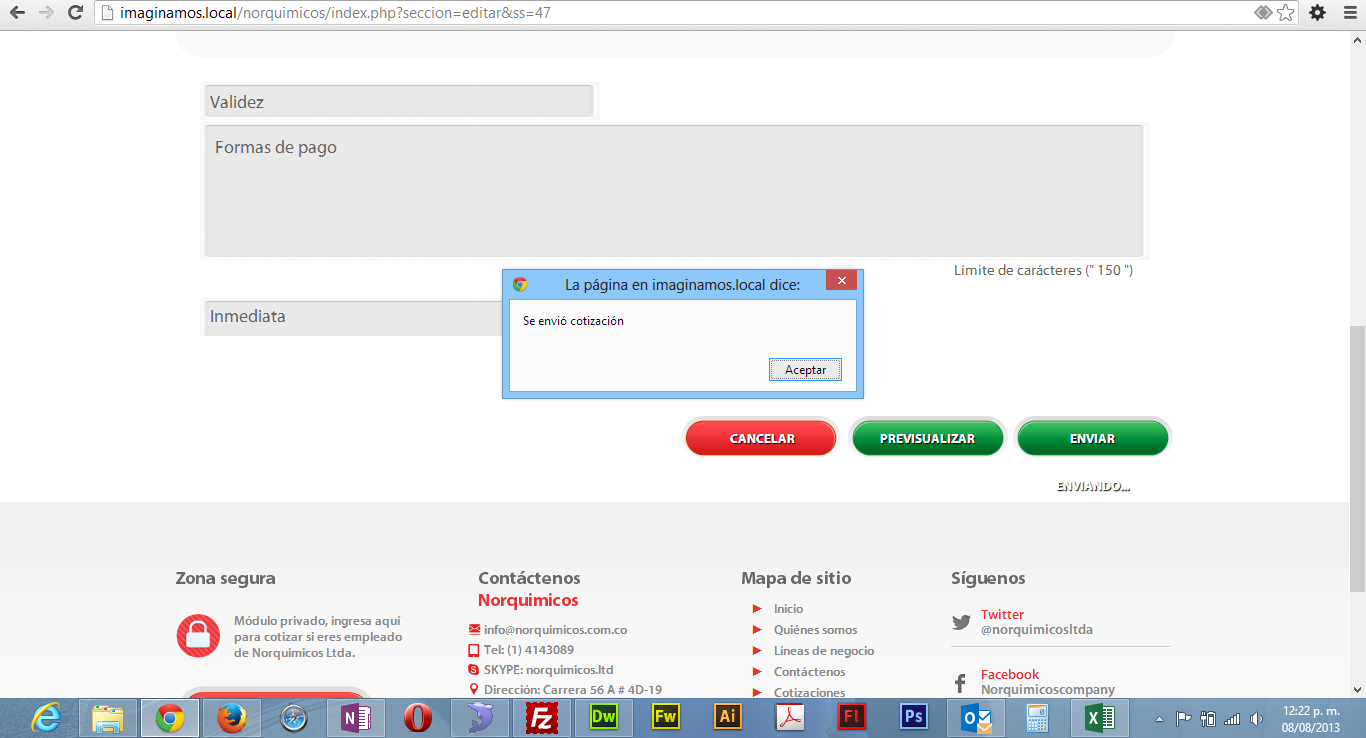 imaginamos.local/norquimicos/index.php?seccion=editar&ss=47
Validez
Formas de pago
Límite de carácteres (" 150 ")
La página en imaginamos.local dice:
Se envió cotización
Aceptar
Inmediata
CANCELAR
PREVISUALIZAR
ENVIAR
ENVIANDO...
Zona segura
Módulo privado, ingresa aquí
para cotizar si eres empleado
de Norquimicos Ltda.
Contáctenos
Norquimicos
info@norquimicos.com.co
Tel: (1) 4143089
SKYPE: norquimicos.ltd
Dirección: Carrera 56 A # 4D-19
Mapa de sitio
Inicio
Quiénes somos
Líneas de negocio
Contáctenos
Cotizaciones
Síguenos
Twitter
@norquimicosltda
Facebook
Norquimicoscompany
N
Fz
Dw
Fw
Ai
Fl
Ps
12:22 p. m.
08/08/2013